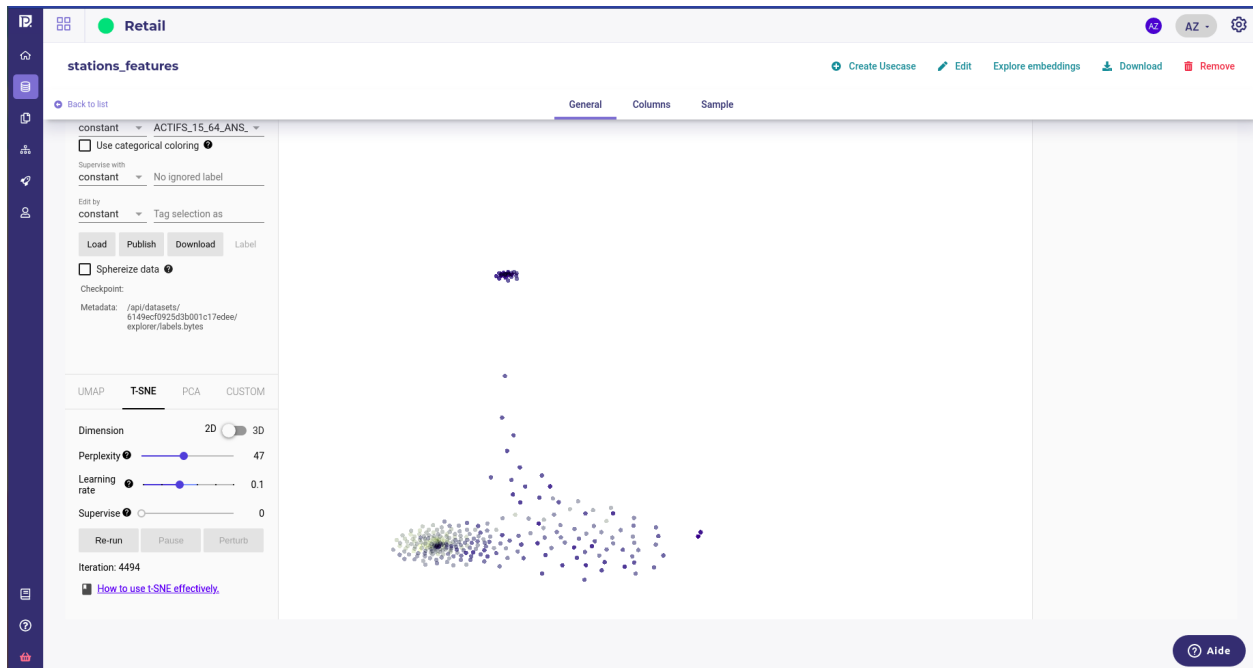 Retail
AZ
AZ
stations_features
Create Usecase
Edit
Explore embeddings
Download
Remove
Back to list
General
Columns
Sample
constant
ACTIFS_15_64_ANS_
Use categorical coloring
Supervise with
constant
No ignored label
Edit by
constant
Tag selection as
Load
Publish
Download
Label
Sphereize data
Checkpoint:
Metadata:
/api/datasets/
6149ecf0925d3b001c17edee/
explorer/labels.bytes
UMAP
T-SNE
PCA
CUSTOM
Dimension
2D
3D
Perplexity
47
Learning
rate
0.1
Supervise
0
Re-run
Pause
Perturb
Iteration: 4494
How to use t-SNE effectively.
Aide